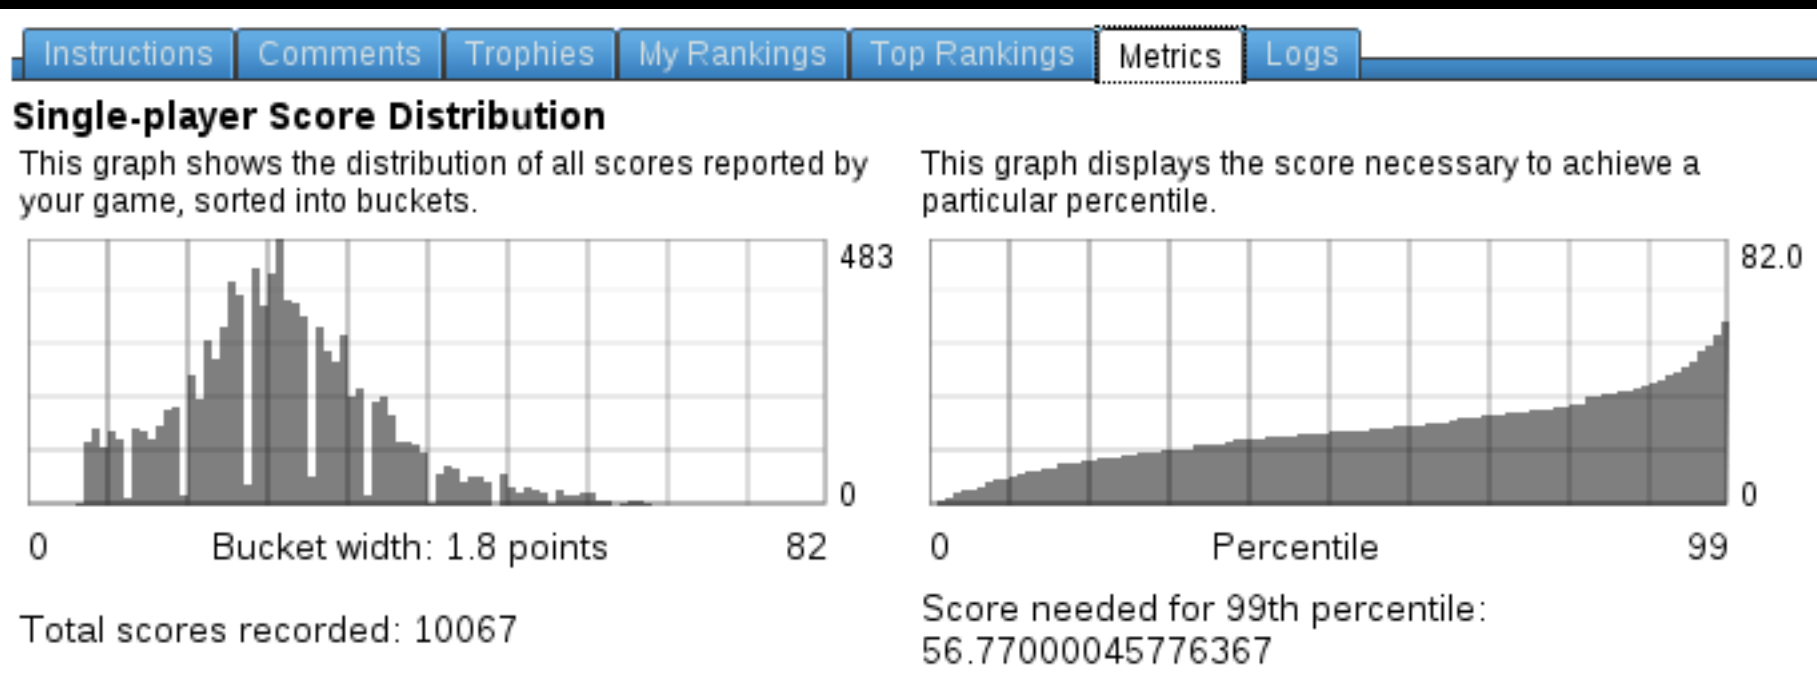 Instructions Comments Trophies My Rankings Top Rankings Metrics Logs
Single-player Score Distribution
This graph shows the distribution of all scores reported by
your game, sorted into buckets.
483
0
0 Bucket width: 1.8 points 82
Total scores recorded: 10067
This graph displays the score necessary to achieve a
particular percentile.
82.0
0
0 Percentile 99
Score needed for 99th percentile:
56.77000045776367